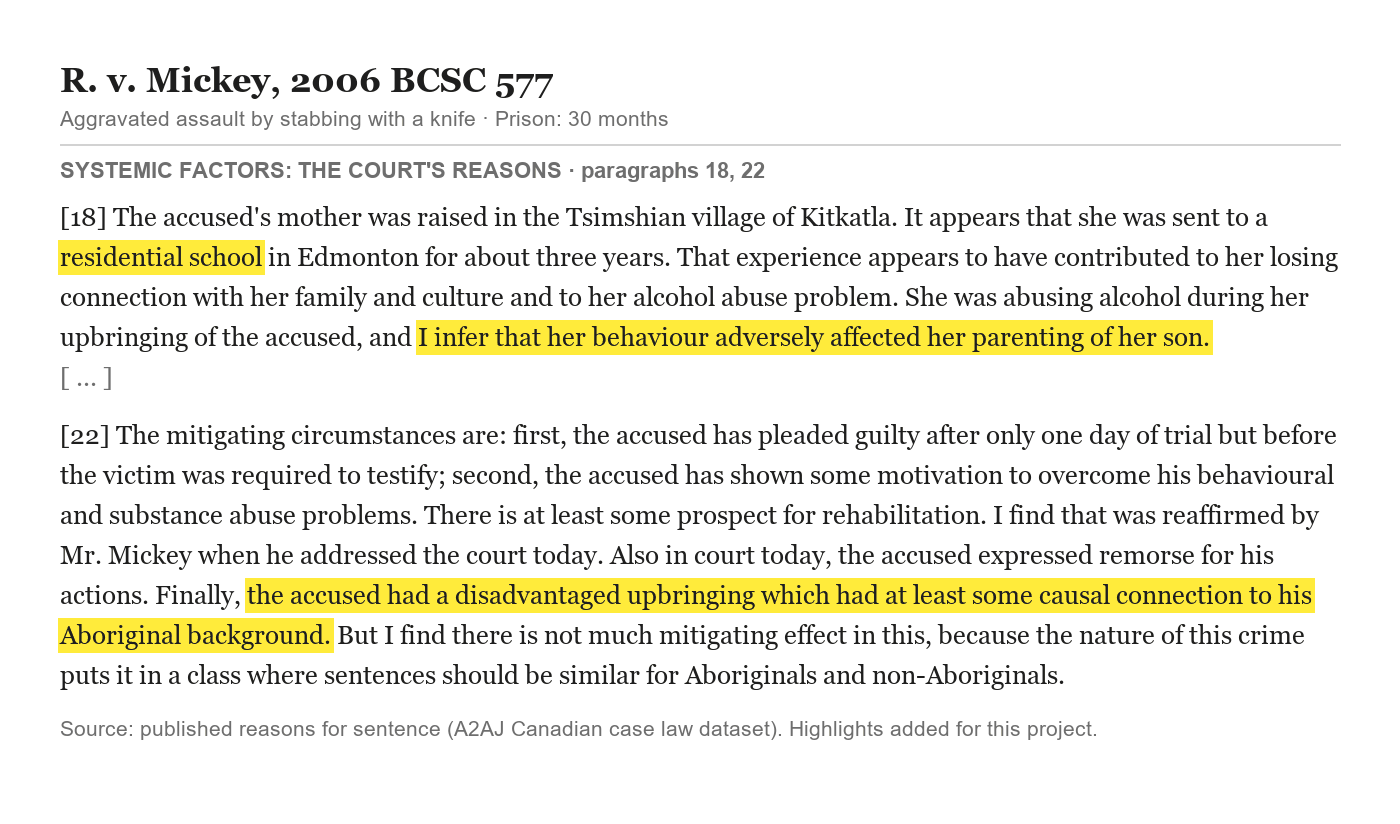 R. v. Mickey, 2006 BCSC 577
Aggravated assault by stabbing with a knife · Prison: 30 months
SYSTEMIC FACTORS: THE COURT'S REASONS · paragraphs 18, 22
[18] The accused's mother was raised in the Tsimshian village of Kitkatla. It appears that she was sent to a
residential school in Edmonton for about three years. That experience appears to have contributed to her losing
connection with her family and culture and to her alcohol abuse problem. She was abusing alcohol during her
upbringing of the accused, and I infer that her behaviour adversely affected her parenting of her son.
[ ... ]
[22] The mitigating circumstances are: first, the accused has pleaded guilty after only one day of trial but before
the victim was required to testify; second, the accused has shown some motivation to overcome his behavioural
and substance abuse problems. There is at least some prospect for rehabilitation. I find that was reaffirmed by
Mr. Mickey when he addressed the court today. Also in court today, the accused expressed remorse for his
actions. Finally, the accused had a disadvantaged upbringing which had at least some causal connection to his
Aboriginal background. But I find there is not much mitigating effect in this, because the nature of this crime
puts it in a class where sentences should be similar for Aboriginals and non-Aboriginals.
Source: published reasons for sentence (A2AJ Canadian case law dataset). Highlights added for this project.